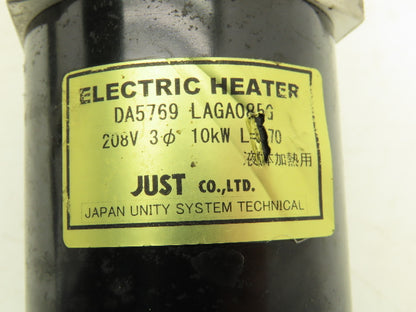 ELECTRIC HEATER
DA5769 LAGA085G
208V 3φ 10kW
液体加熱用
JUST CO.,LTD.
JAPAN UNITY SYSTEM TECHNICAL